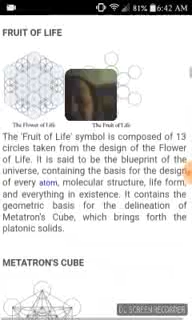 81% 6:42 AM
FRUIT OF LIFE
The Flower of Life The Fruit of Life
The 'Fruit of Life' symbol is composed of 13
circles taken from the design of the Flower
of Life. It is said to be the blueprint of the
universe, containing the basis for the design
of every atom, molecular structure, life form,
and everything in existence. It contains the
geometric basis for the delineation of
Metatron's Cube, which brings forth the
platonic solids.
METATRON'S CUBE
DU SCREEN RECORDER